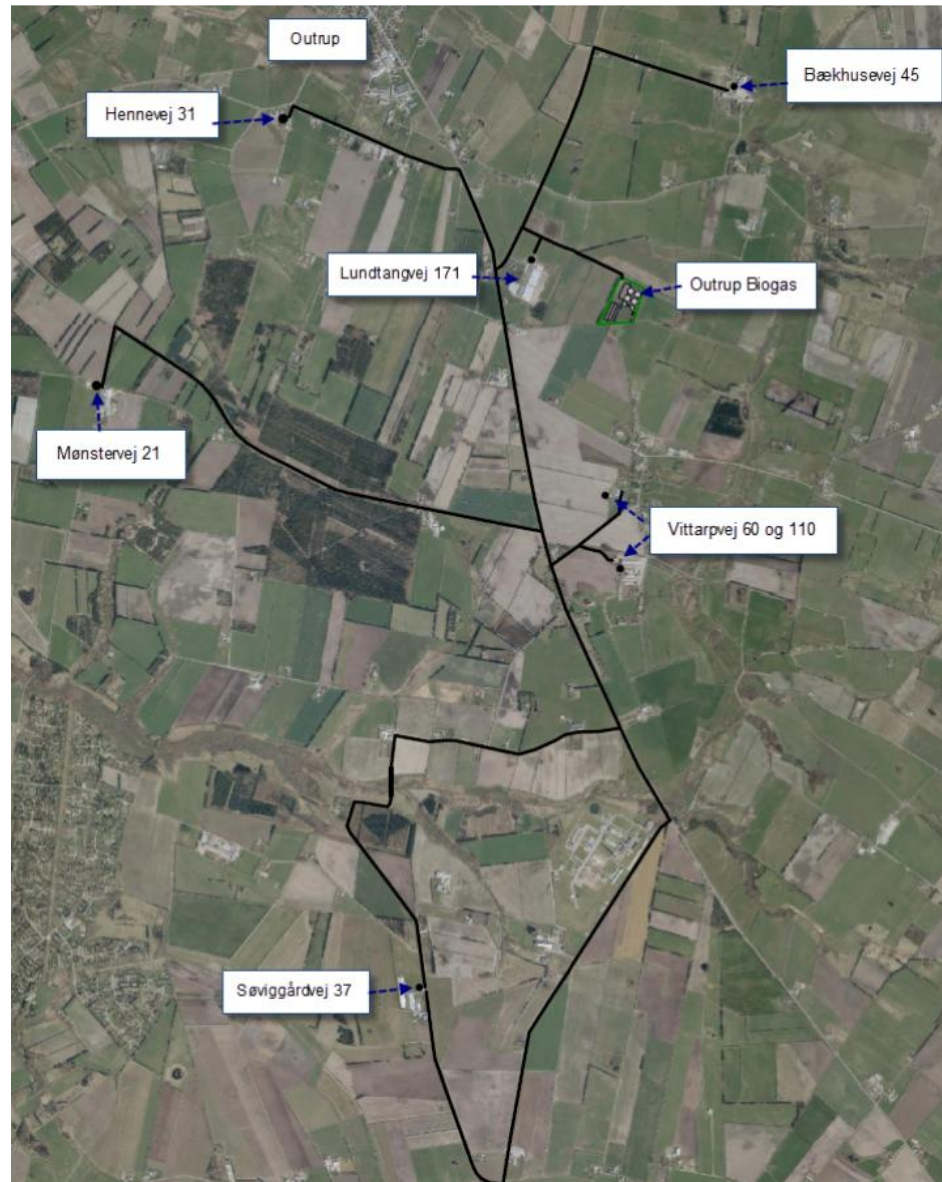 Outrup
Bækhusevej 45
Hennevej 31
Lundtangvej 171
Outrup Biogas
Mønstervej 21
Vittarpvej 60 og 110
Søviggårdvej 37